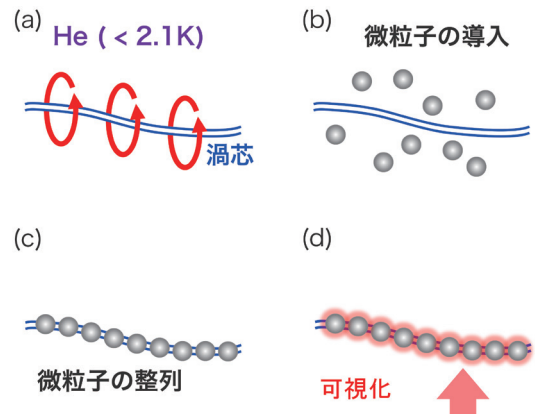 (a)
He ( < 2.1K)
渦芯
(b)
微粒子の導入
(c)
微粒子の整列
(d)
可視化